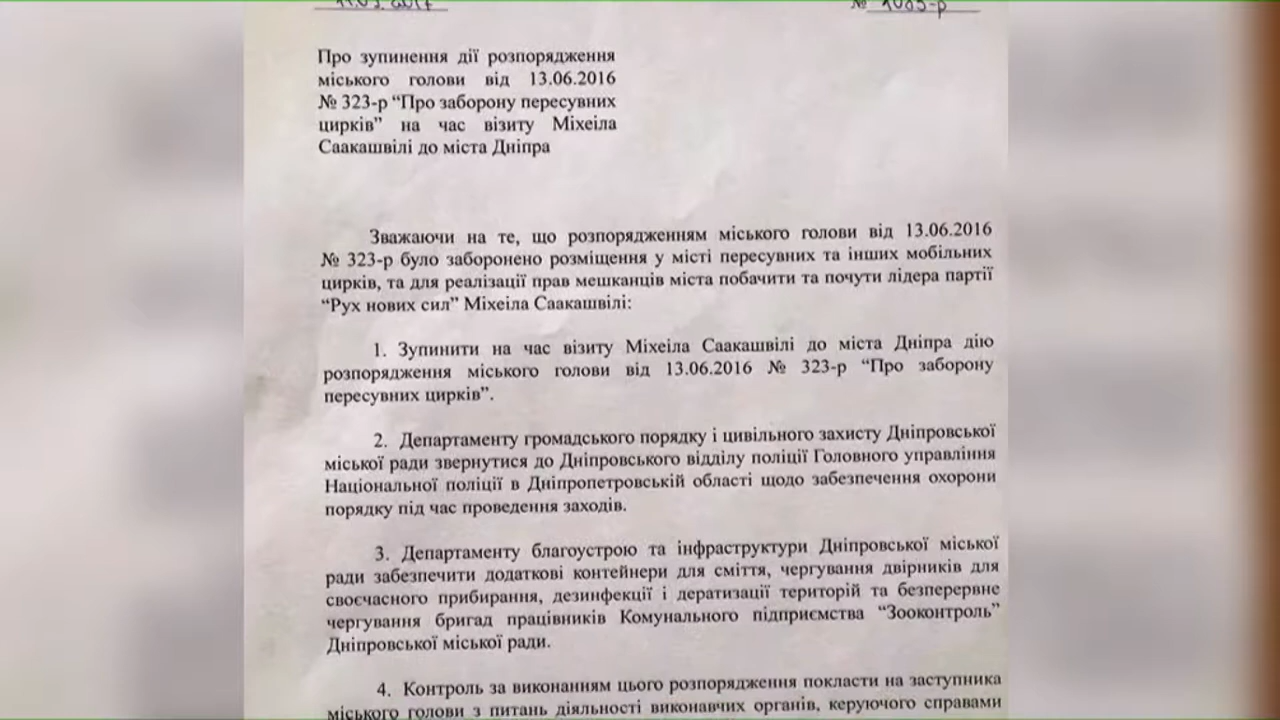 № 1085-р
Про зупинення дії розпорядження
міського голови від 13.06.2016
№ 323-р “Про заборону пересувних
цирків” на час візиту Міхеіла
Саакашвілі до міста Дніпра
Зважаючи на те, що розпорядженням міського голови від 13.06.2016
№ 323-р було заборонено розміщення у місті пересувних та інших мобільних
цирків, та для реалізації прав мешканців міста побачити та почути лідера партії
“Рух нових сил” Міхеіла Саакашвілі:
1. Зупинити на час візиту Міхеіла Саакашвілі до міста Дніпра дію
розпорядження міського голови від 13.06.2016 № 323-р “Про заборону
пересувних цирків”.
2. Департаменту громадського порядку і цивільного захисту Дніпровської
міської ради звернутися до Дніпровського відділу поліції Головного управління
Національної поліції в Дніпропетровській області щодо забезпечення охорони
порядку під час проведення заходів.
3. Департаменту благоустрою та інфраструктури Дніпровської міської
ради забезпечити додаткові контейнери для сміття, чергування двірників для
своєчасного прибирання, дезинфекції і дератизації територій та безперервне
чергування бригад працівників Комунального підприємства “Зооконтроль”
Дніпровської міської ради.
4. Контроль за виконанням цього розпорядження покласти на заступника
міського голови з питань діяльності виконавчих органів, керуючого справами